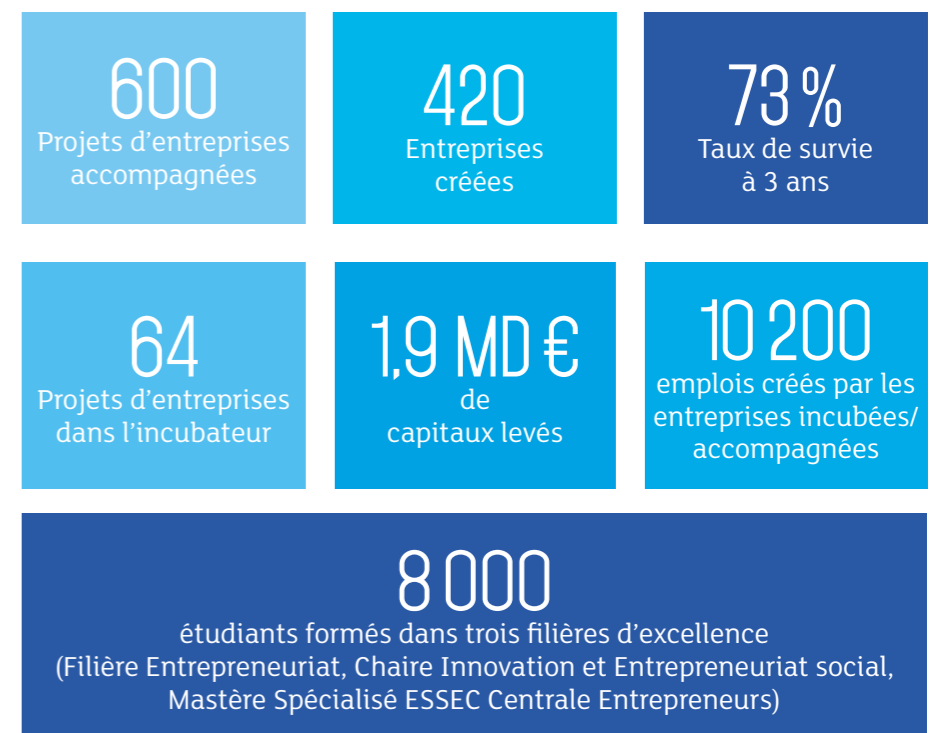 600
Projets d'entreprises
accompagnées
420
Entreprises
créées
73 %
Taux de survie
à 3 ans
64
Projets d'entreprises
dans l'incubateur
1,9 MD €
de
capitaux levés
10 200
emplois créés par les
entreprises incubées/
accompagnées
8 000
étudiants formés dans trois filières d'excellence
(Filière Entrepreneuriat, Chaire Innovation et Entrepreneuriat social,
Mastère Spécialisé ESSEC Centrale Entrepreneurs)